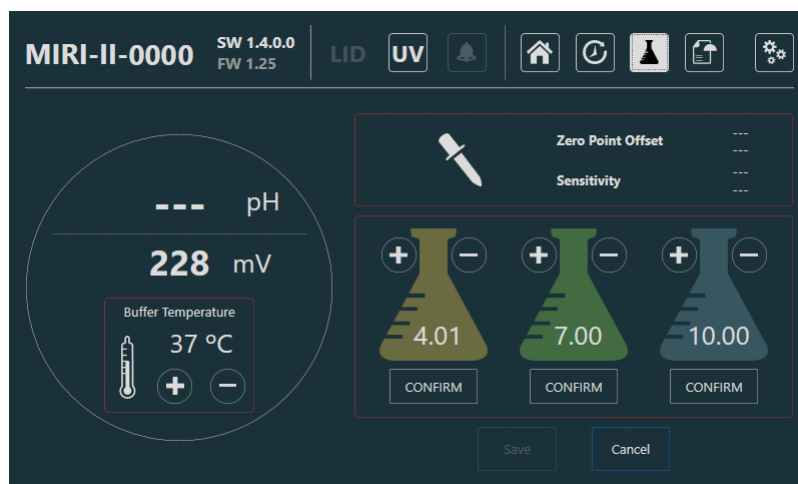 MIRI-II-0000
SW 1.4.0.0
FW 1.25
LID
UV
Zero Point Offset
---
---
Sensitivity
---
---
--- pH
228 mV
Buffer Temperature
37 ºC
+ −
+ − + − + −
4.01 7.00 10.00
CONFIRM CONFIRM CONFIRM
Save Cancel